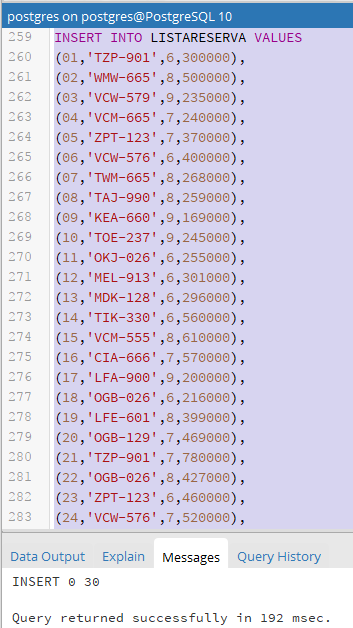 postgres on postgres@PostgreSQL 10
259 INSERT INTO LISTARESERVA VALUES
260 (01,'TZP-901',6,300000),
261 (02,'WMW-665',8,500000),
262 (03,'VCW-579',9,235000),
263 (04,'VCM-665',7,240000),
264 (05,'ZPT-123',7,370000),
265 (06,'VCW-576',6,400000),
266 (07,'TWM-665',8,268000),
267 (08,'TAJ-990',8,259000),
268 (09,'KEA-660',9,169000),
269 (10,'TOE-237',9,245000),
270 (11,'OKJ-026',6,255000),
271 (12,'MEL-913',6,301000),
272 (13,'MDK-128',6,296000),
273 (14,'TIK-330',6,560000),
274 (15,'VCM-555',8,610000),
275 (16,'CIA-666',7,570000),
276 (17,'LFA-900',9,200000),
277 (18,'OGB-026',6,216000),
278 (19,'LFE-601',8,399000),
279 (20,'OGB-129',7,469000),
280 (21,'TZP-901',7,780000),
281 (22,'OGB-026',8,427000),
282 (23,'ZPT-123',6,460000),
283 (24,'VCW-576',7,520000),
Data Output Explain Messages Query History
INSERT 0 30
Query returned successfully in 192 msec.